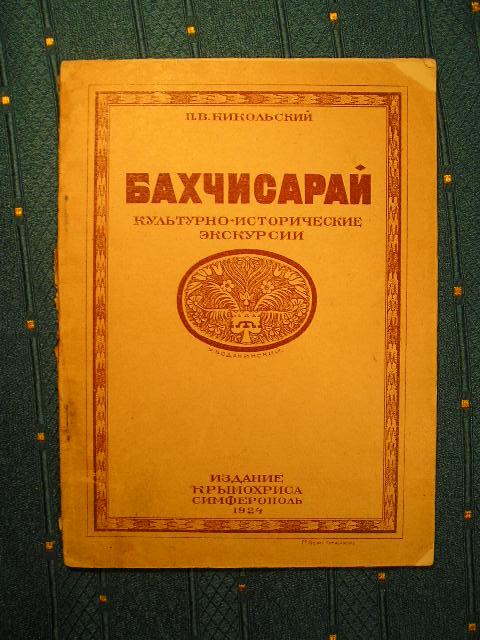 П.В.НИКОЛЬСКИЙ
БАХЧИСАРАЙ
КУЛЬТУРНО-ИСТОРИЧЕСКИЕ
ЭКСКУРСИИ
ИЗДАНИЕ
КРЫМОХРИСА
СИМФЕРОПОЛЬ
1924